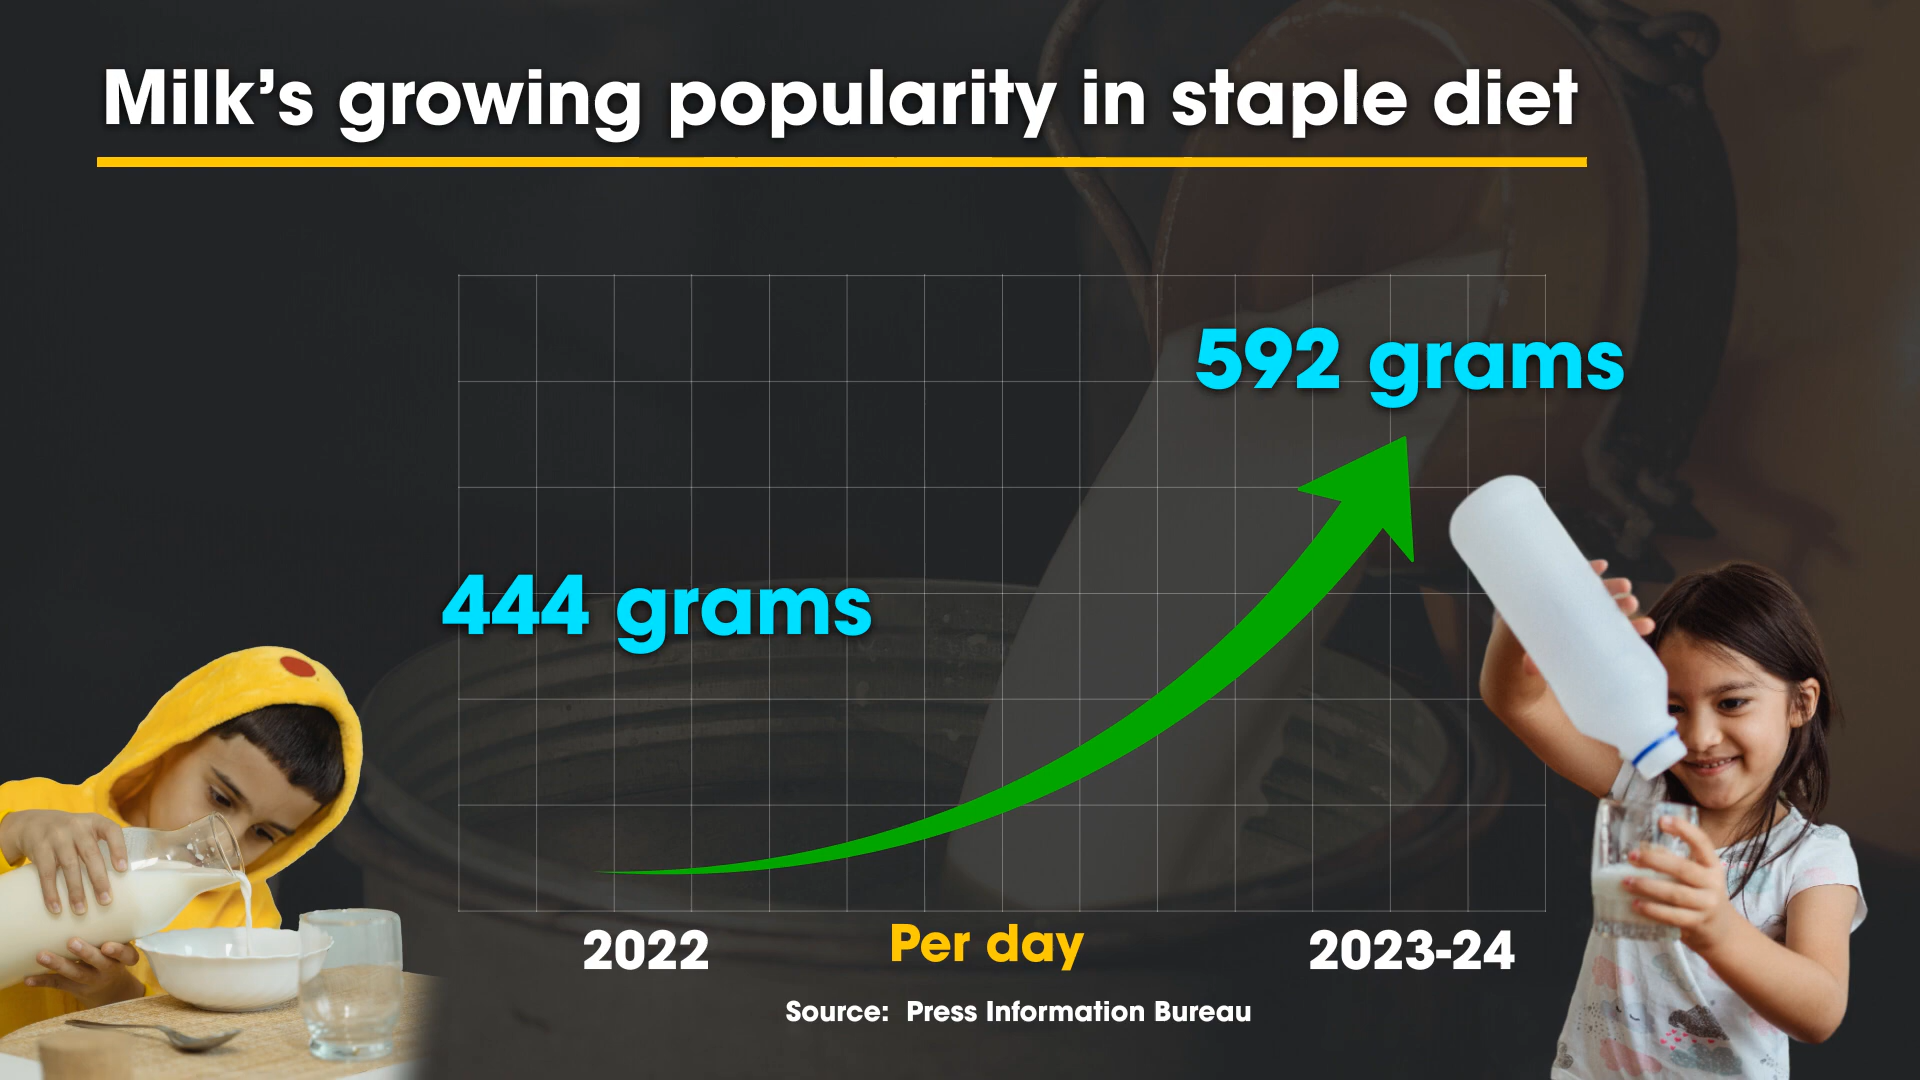 Milk’s growing popularity in staple diet
592 grams
444 grams
2022
Per day
2023-24
Source: Press Information Bureau